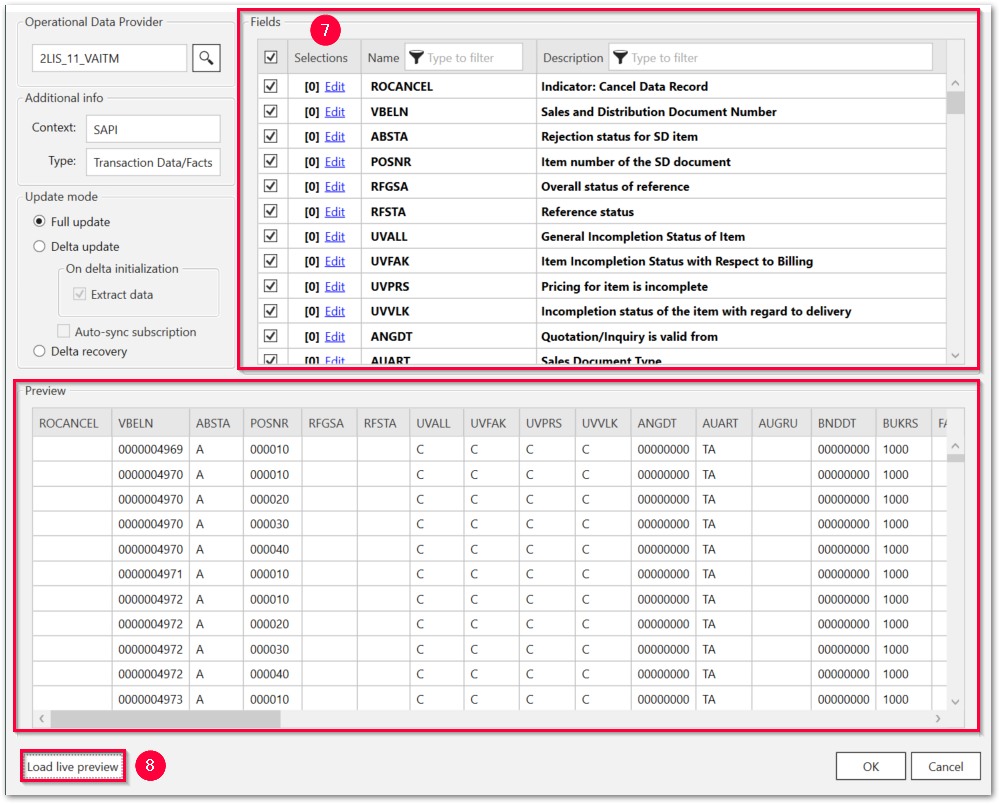 Operational Data Provider
2LIS_11_VAITM
Additional info
Context: SAPI
Type: Transaction Data/Facts
Update mode
Full update
Delta update
On delta initialization
Extract data
Auto-sync subscription
Delta recovery
Fields
7
Selections Name Type to filter Description Type to filter
[0] Edit ROCANCEL Indicator: Cancel Data Record
[0] Edit VBELN Sales and Distribution Document Number
[0] Edit ABSTA Rejection status for SD item
[0] Edit POSNR Item number of the SD document
[0] Edit RFGSA Overall status of reference
[0] Edit RFSTA Reference status
[0] Edit UVALL General Incompletion Status of Item
[0] Edit UVFAK Item Incompletion Status with Respect to Billing
[0] Edit UVPRS Pricing for item is incomplete
[0] Edit UVVLK Incompletion status of the item with regard to delivery
[0] Edit ANGDT Quotation/Inquiry is valid from
[0] Edit AUART Sales Document Type
Preview
ROCANCEL VBELN ABSTA POSNR RFGSA RFSTA UVALL UVFAK UVPRS UVVLK ANGDT AUART AUGRU BNDDT BUKRS FA
0000004969 A 000010 C C C C 00000000 TA 00000000 1000
0000004970 A 000010 C C C C 00000000 TA 00000000 1000
0000004970 A 000020 C C C C 00000000 TA 00000000 1000
0000004970 A 000030 C C C C 00000000 TA 00000000 1000
0000004970 A 000040 C C C C 00000000 TA 00000000 1000
0000004971 A 000010 C C C C 00000000 TA 00000000 1000
0000004972 A 000010 C C C C 00000000 TA 00000000 1000
0000004972 A 000020 C C C C 00000000 TA 00000000 1000
0000004972 A 000030 C C C C 00000000 TA 00000000 1000
0000004972 A 000040 C C C C 00000000 TA 00000000 1000
0000004973 A 000010 C C C C 00000000 TA 00000000 1000
Load live preview 8 OK Cancel